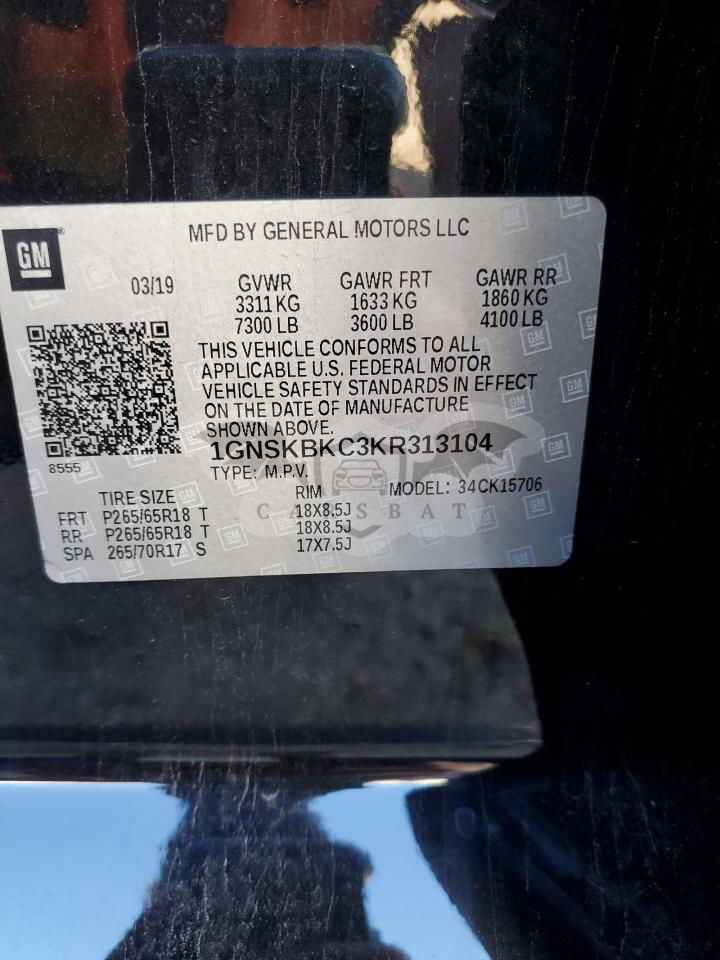 MFD BY GENERAL MOTORS LLC
GM
03/19 GVWR GAWR FRT GAWR RR
3311 KG 1633 KG 1860 KG
7300 LB 3600 LB 4100 LB
THIS VEHICLE CONFORMS TO ALL
APPLICABLE U.S. FEDERAL MOTOR
VEHICLE SAFETY STANDARDS IN EFFECT
ON THE DATE OF MANUFACTURE
SHOWN ABOVE.
8555
1GNSKBKC3KR313104
TYPE: M.P.V. MODEL: 34CK15706
TIRE SIZE RIM
FRT P265/65R18 T 18X8.5J
RR P265/65R18 T 18X8.5J
SPA 265/70R17 S 17X7.5J
CARSBAT